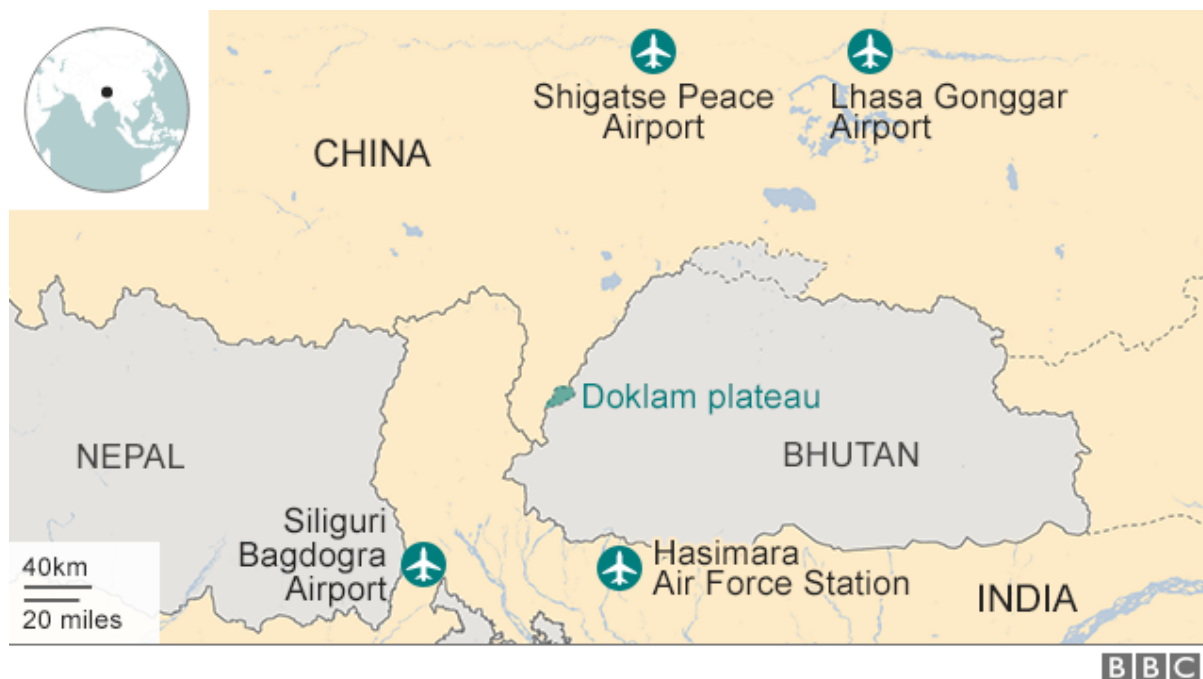 Shigatse Peace
Airport
Lhasa Gonggar
Airport
CHINA
Doklam plateau
NEPAL
BHUTAN
Siliguri
Bagdogra
Airport
Hasimara
Air Force Station
INDIA
40km
20 miles
BBC